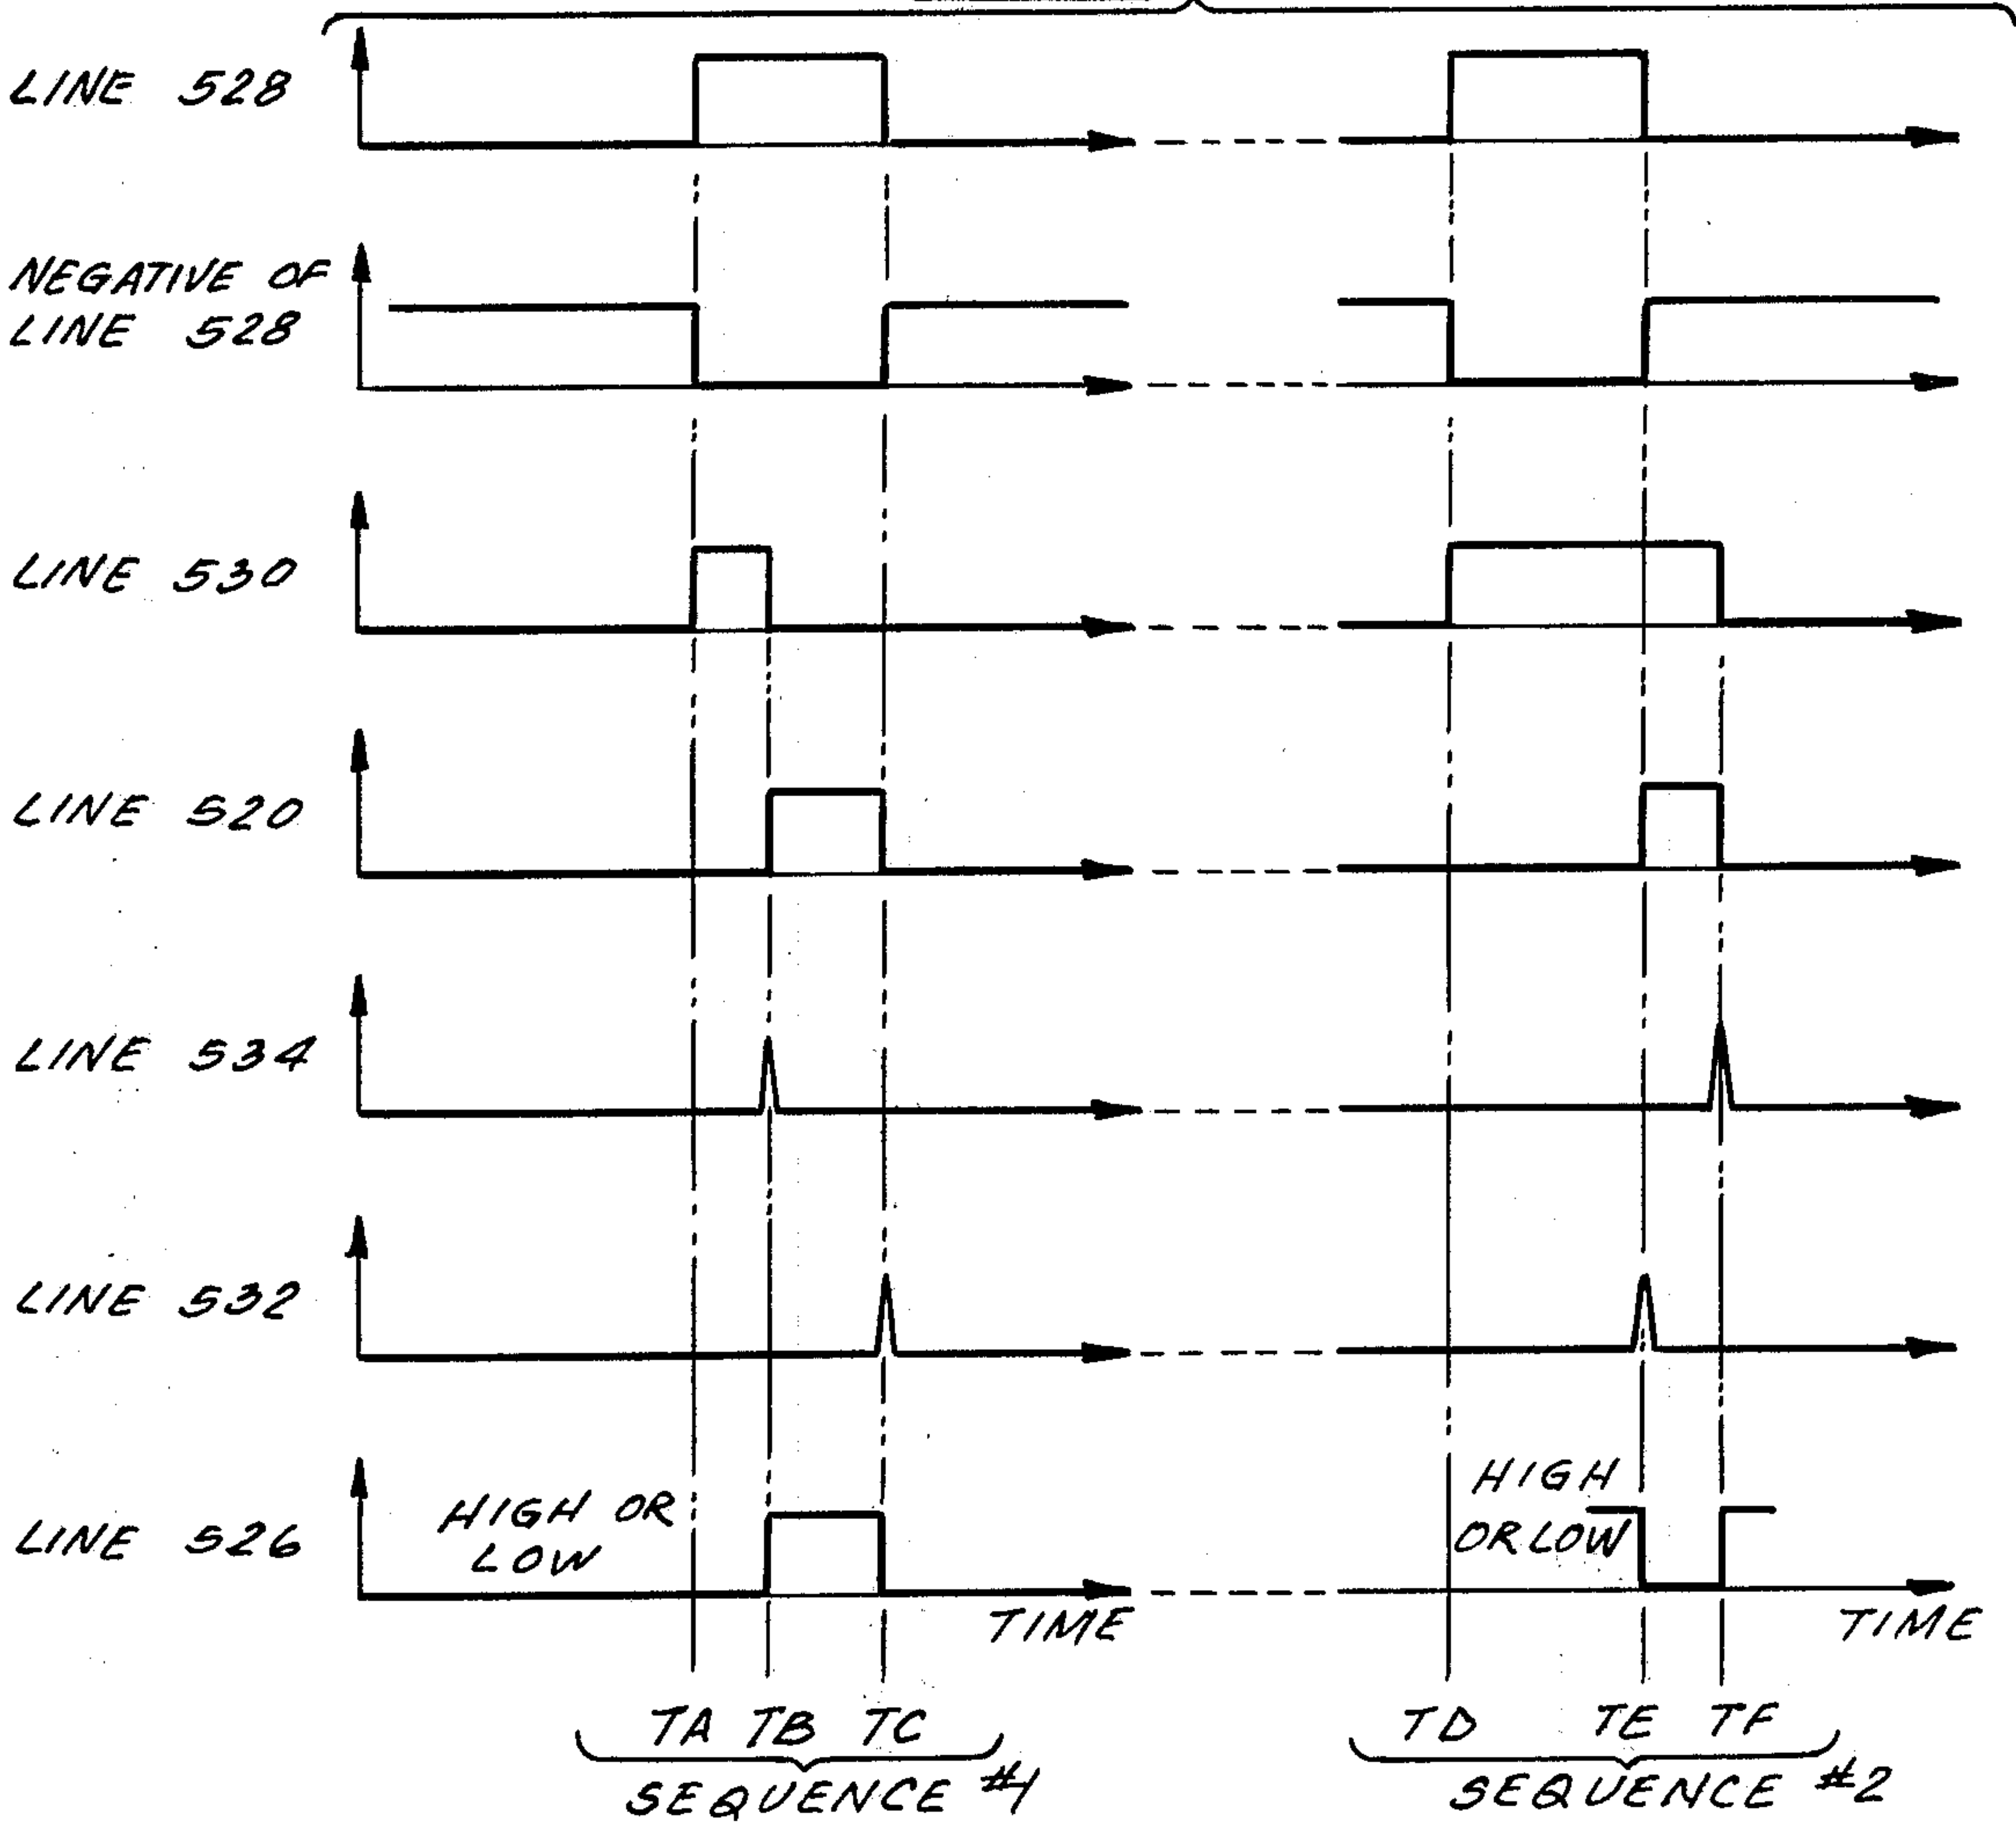 LINE 528
NEGATIVE OF
LINE 528
LINE 530
LINE 520
LINE 534
LINE 532
LINE 526
HIGH OR
LOW
HIGH
OR LOW
TIME
TIME
TA TB TC
TD TE TF
SEQUENCE #1
SEQUENCE #2